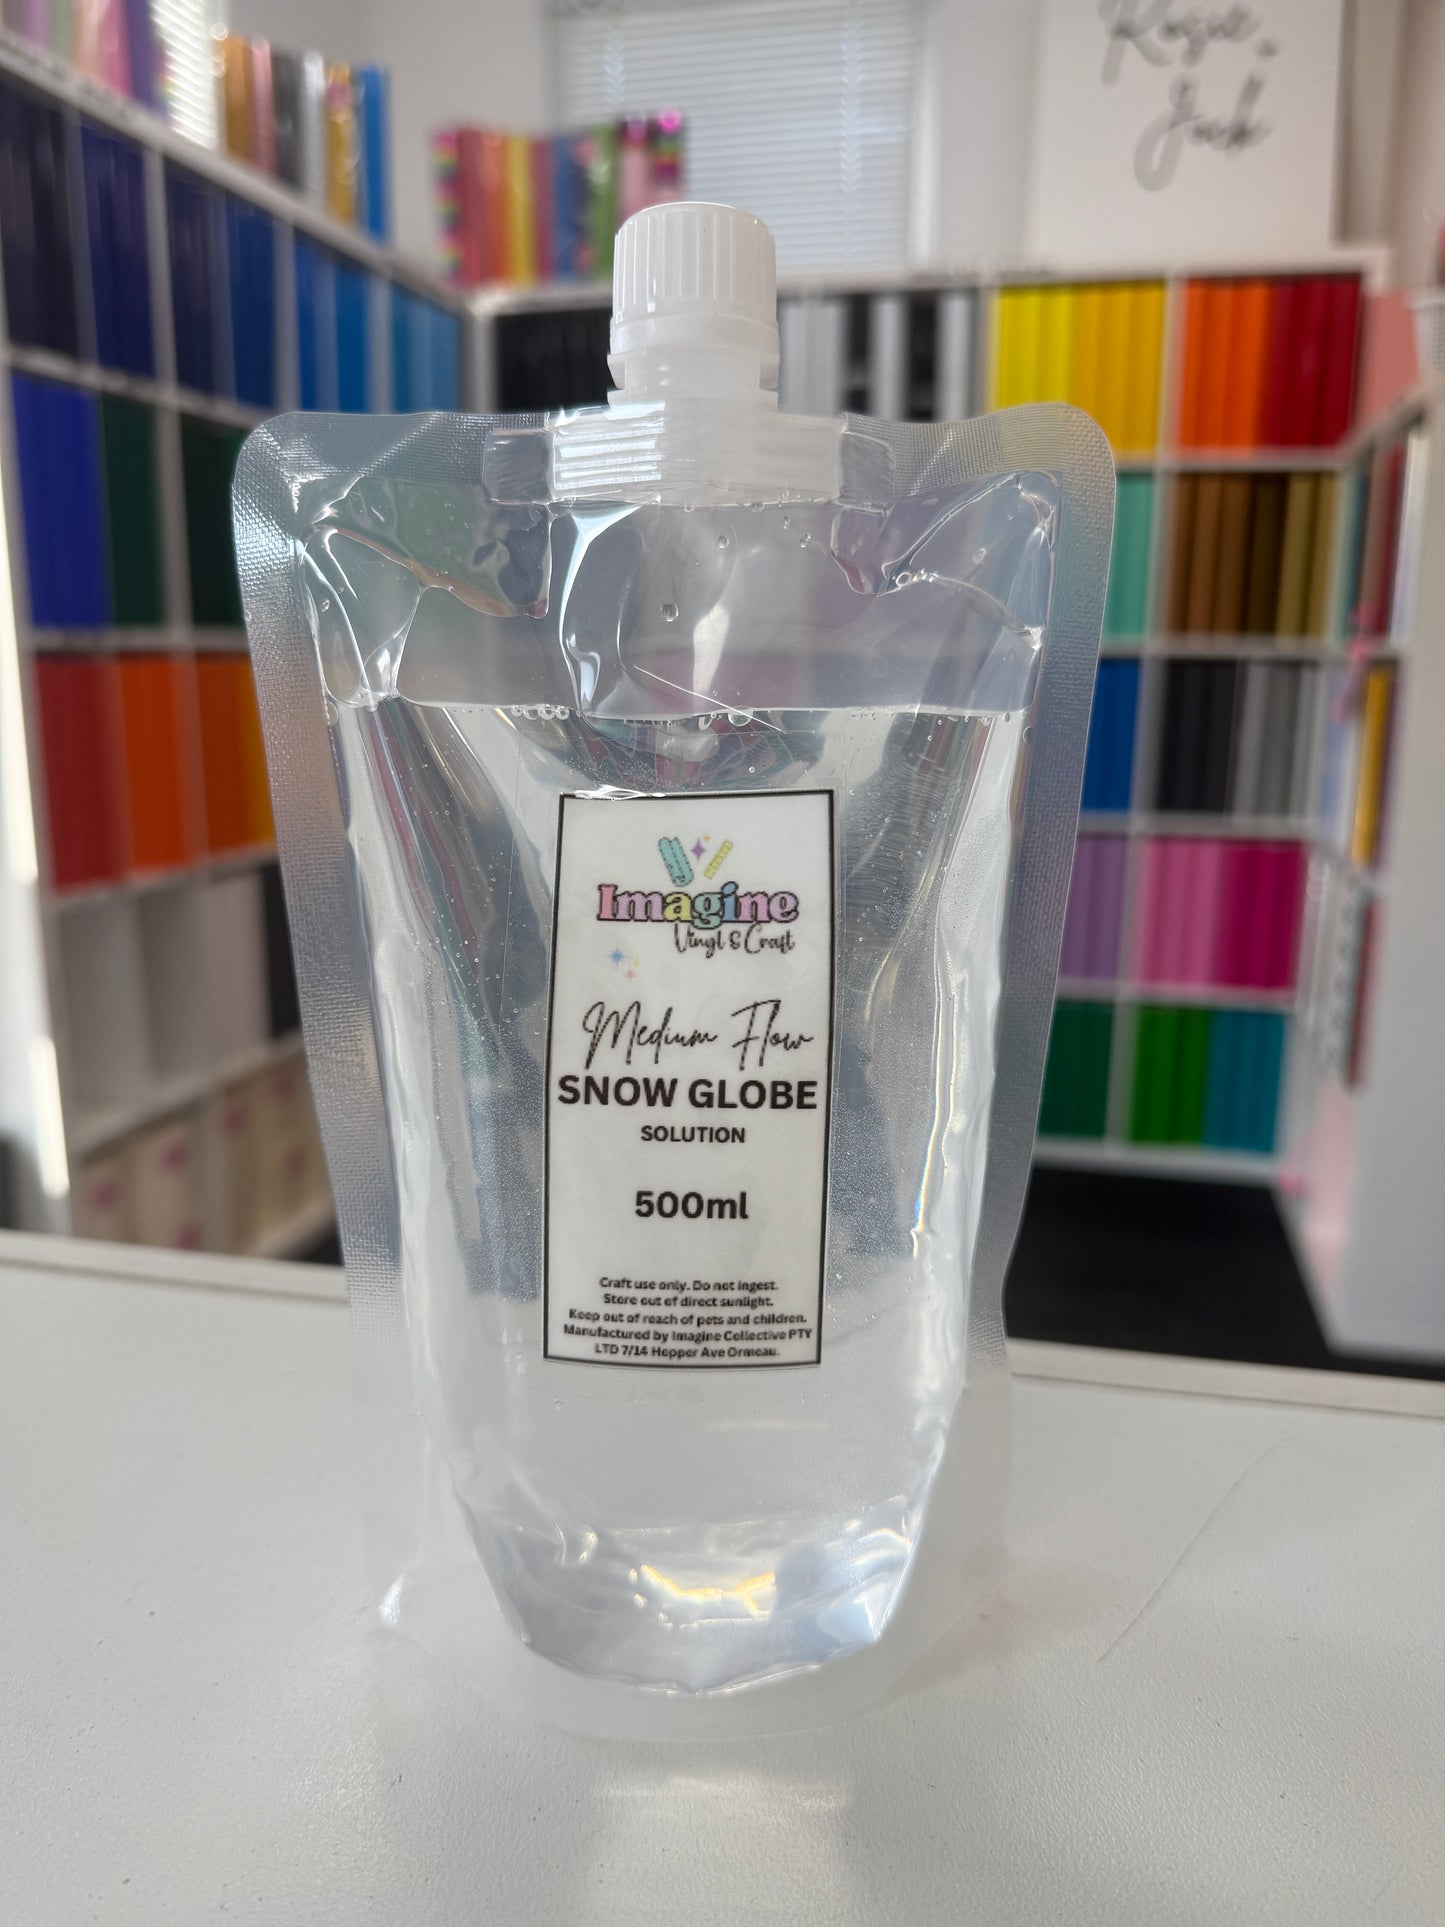 Rosie
Jack
Imagine
Vinyl & Craft
Medium Flow
SNOW GLOBE
SOLUTION
500ml
Craft use only. Do not ingest.
Store out of direct sunlight.
Keep out of reach of pets and children.
Manufactured by Imagine Collective PTY
LTD 7/14 Hopper Ave Ormeau.